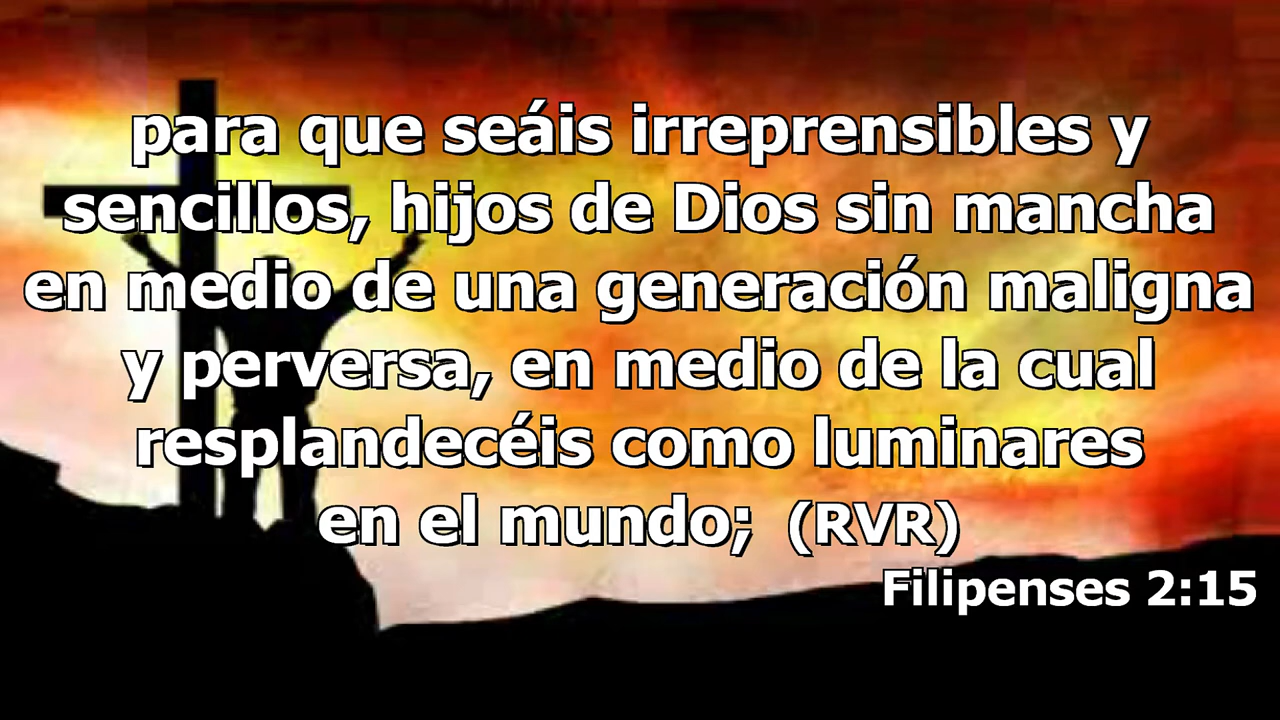 para que seáis irreprensibles y
sencillos, hijos de Dios sin mancha
en medio de una generación maligna
y perversa, en medio de la cual
resplandecéis como luminares
en el mundo; (RVR)
Filipenses 2:15